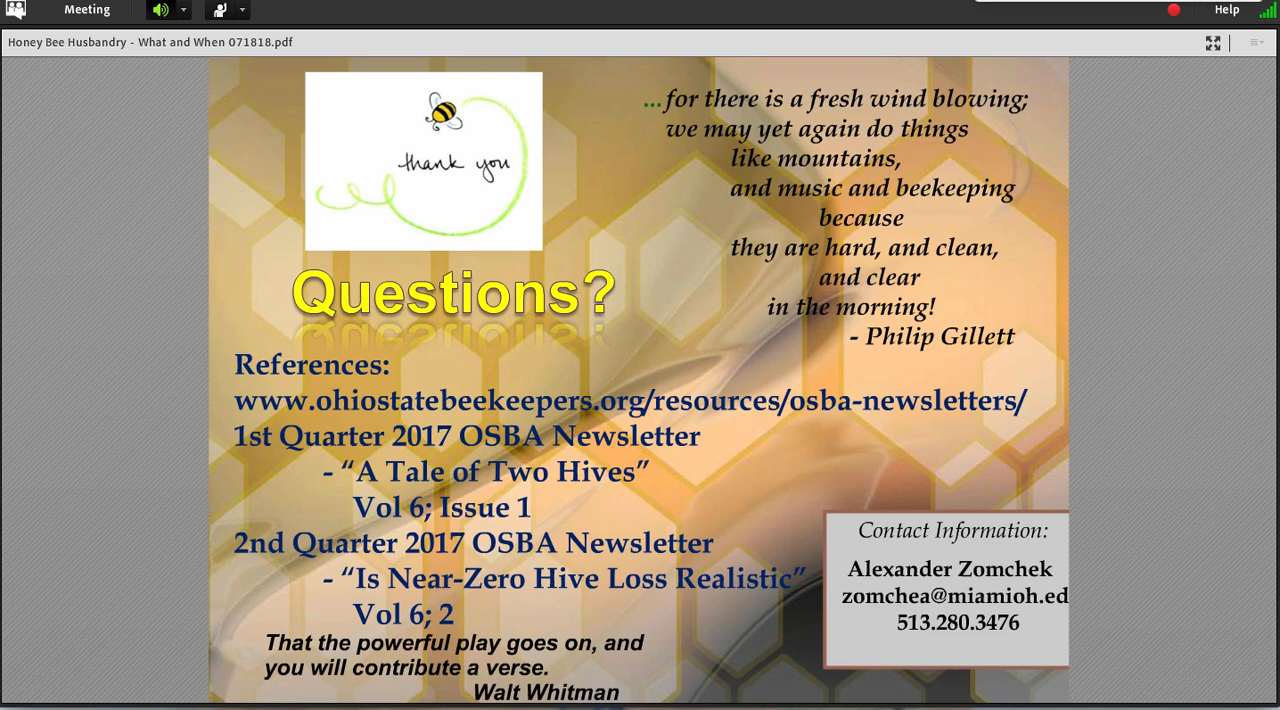 Meeting
Help
Honey Bee Husbandry - What and When 071818.pdf
thank you
...for there is a fresh wind blowing;
we may yet again do things
like mountains,
and music and beekeeping
because
they are hard, and clean,
and clear
in the morning!
- Philip Gillett
Questions?
References:
www.ohiostatebeekeepers.org/resources/osba-newsletters/
1st Quarter 2017 OSBA Newsletter
- “A Tale of Two Hives”
Vol 6; Issue 1
2nd Quarter 2017 OSBA Newsletter
- “Is Near-Zero Hive Loss Realistic”
Vol 6; 2
That the powerful play goes on, and
you will contribute a verse.
Walt Whitman
Contact Information:
Alexander Zomchek
zomchea@miamioh.ed
513.280.3476